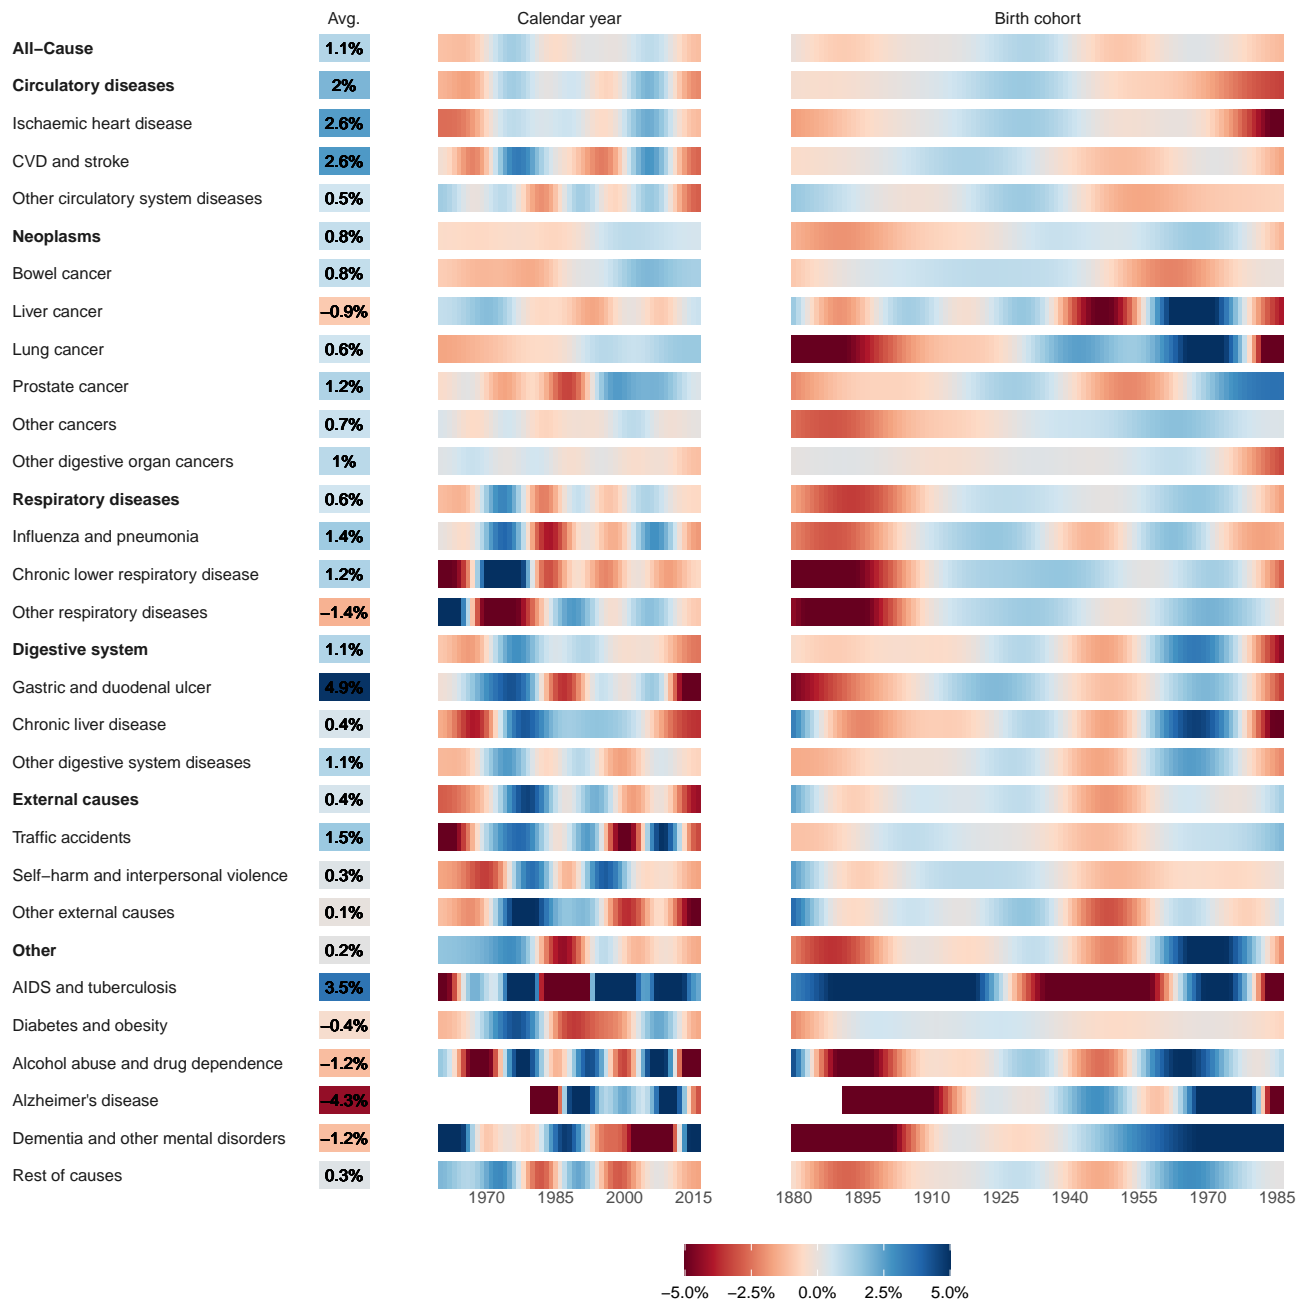 Avg. Calendar year Birth cohort
All−Cause 1.1%
Circulatory diseases 2%
Ischaemic heart disease 2.6%
CVD and stroke 2.6%
Other circulatory system diseases 0.5%
Neoplasms 0.8%
Bowel cancer 0.8%
Liver cancer −0.9%
Lung cancer 0.6%
Prostate cancer 1.2%
Other cancers 0.7%
Other digestive organ cancers 1%
Respiratory diseases 0.6%
Influenza and pneumonia 1.4%
Chronic lower respiratory disease 1.2%
Other respiratory diseases −1.4%
Digestive system 1.1%
Gastric and duodenal ulcer 4.9%
Chronic liver disease 0.4%
Other digestive system diseases 1.1%
External causes 0.4%
Traffic accidents 1.5%
Self−harm and interpersonal violence 0.3%
Other external causes 0.1%
Other 0.2%
AIDS and tuberculosis 3.5%
Diabetes and obesity −0.4%
Alcohol abuse and drug dependence −1.2%
Alzheimer's disease −4.3%
Dementia and other mental disorders −1.2%
Rest of causes 0.3%
1970 1985 2000 2015 1880 1895 1910 1925 1940 1955 1970 1985
−5.0% −2.5% 0.0% 2.5% 5.0%